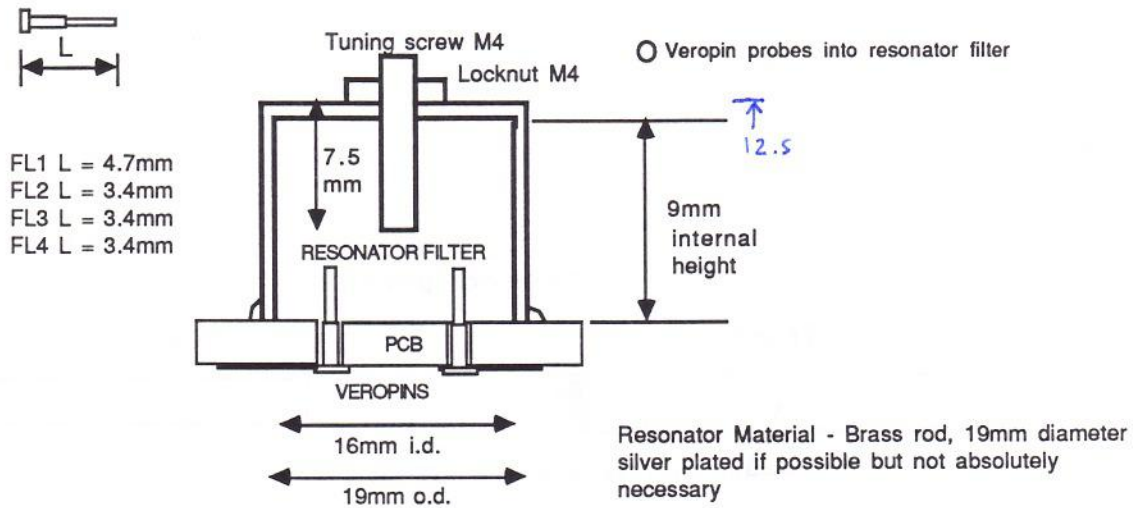 L
Tuning screw M4
Veropin probes into resonator filter
Locknut M4
12.5
FL1 L = 4.7mm
FL2 L = 3.4mm
FL3 L = 3.4mm
FL4 L = 3.4mm
7.5
mm
9mm
internal
height
RESONATOR FILTER
PCB
VEROPINS
16mm i.d.
19mm o.d.
Resonator Material - Brass rod, 19mm diameter
silver plated if possible but not absolutely
necessary